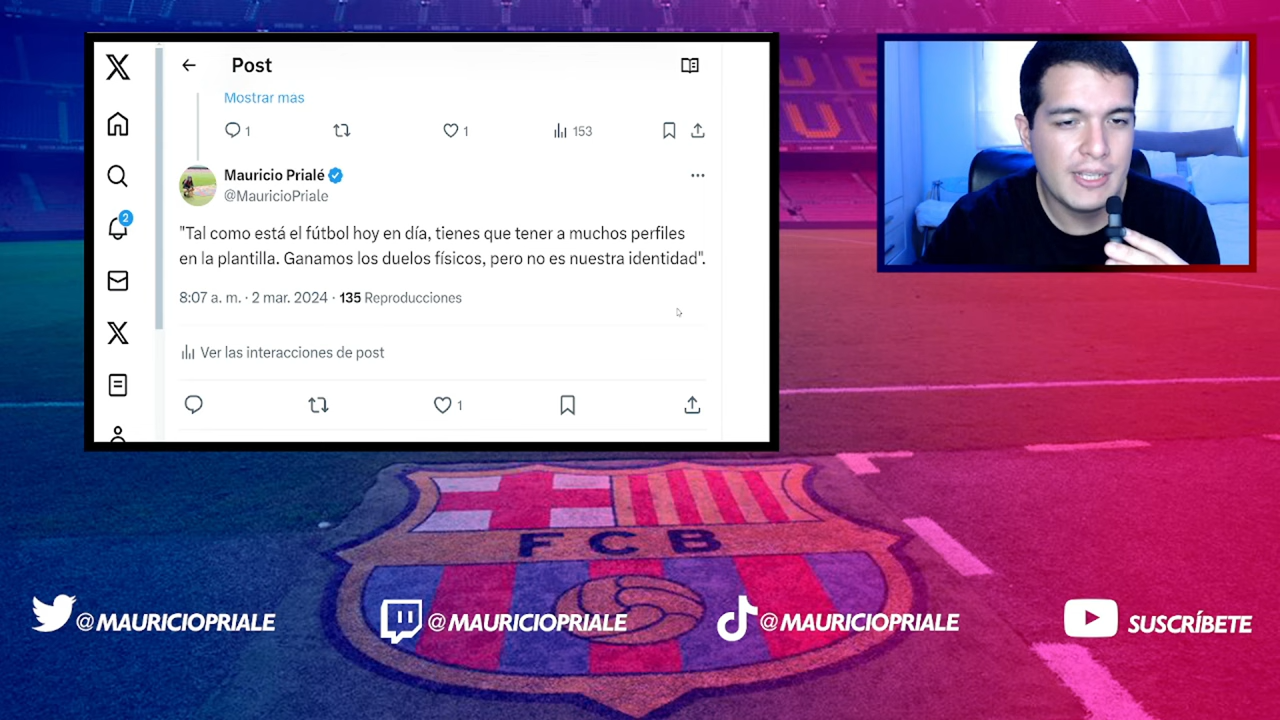 Post
Mostrar mas
1
1
153
Mauricio Prialé
@MauricioPriale
2
"Tal como está el fútbol hoy en día, tienes que tener a muchos perfiles
en la plantilla. Ganamos los duelos físicos, pero no es nuestra identidad".
8:07 a. m. · 2 mar. 2024 · 135 Reproducciones
Ver las interacciones de post
1
FCB
@MAURICIOPRIALE
@MAURICIOPRIALE
@MAURICIOPRIALE
SUSCRÍBETE